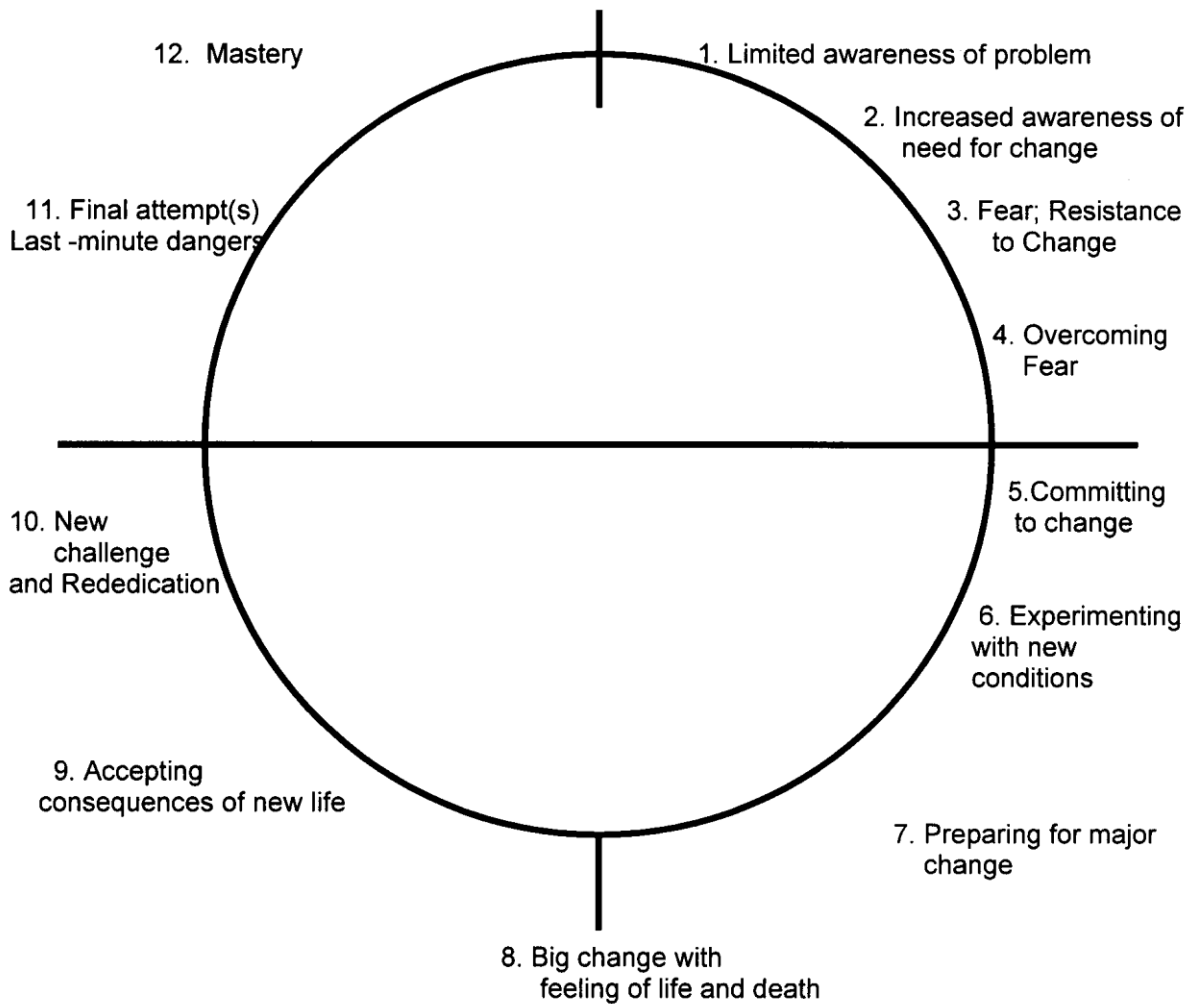 1. Limited awareness of problem
2. Increased awareness of
need for change
3. Fear; Resistance
to Change
4. Overcoming
Fear
5.Committing
to change
6. Experimenting
with new
conditions
7. Preparing for major
change
8. Big change with
feeling of life and death
9. Accepting
consequences of new life
10. New
challenge
and Rededication
11. Final attempt(s)
Last -minute dangers
12. Mastery